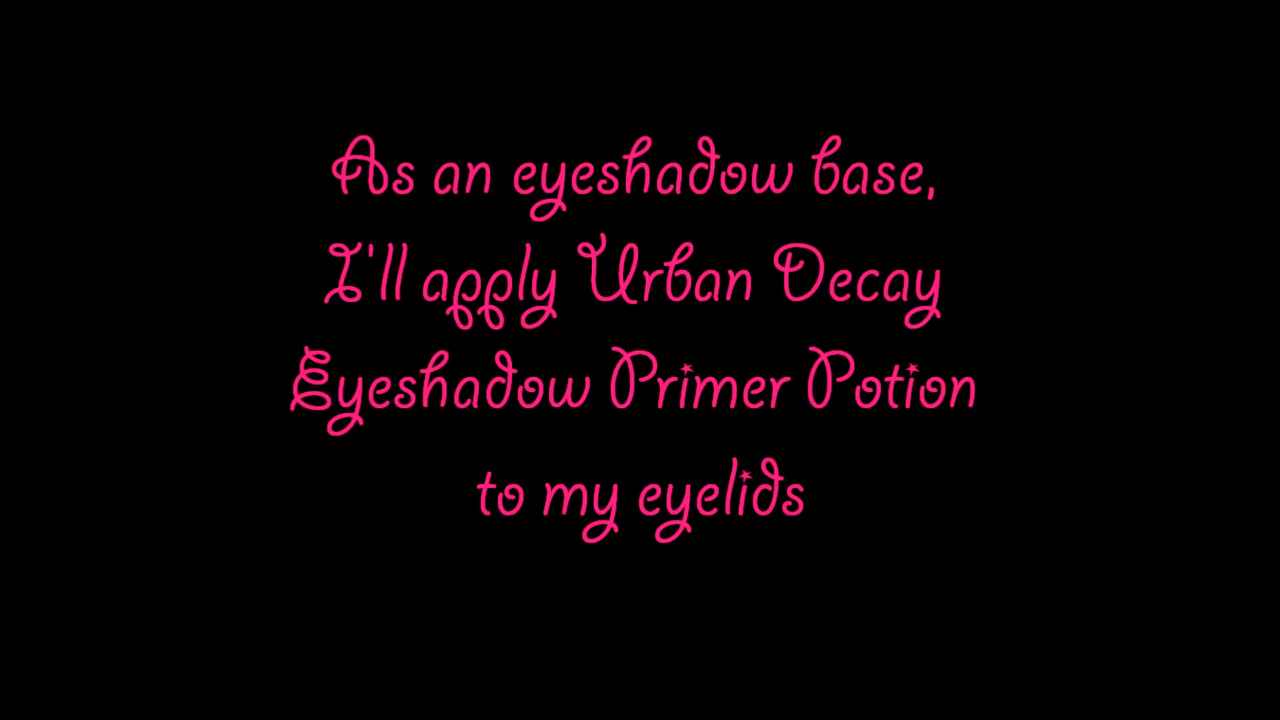 As an eyeshadow base,
I'll apply Urban Decay
Eyeshadow Primer Potion
to my eyelids